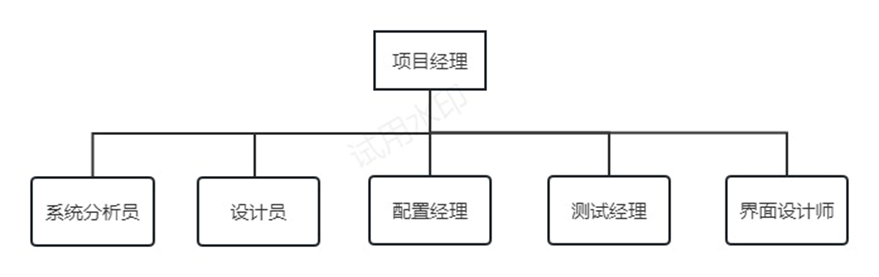 项目经理
试用水印
系统分析员
设计员
配置经理
测试经理
界面设计师